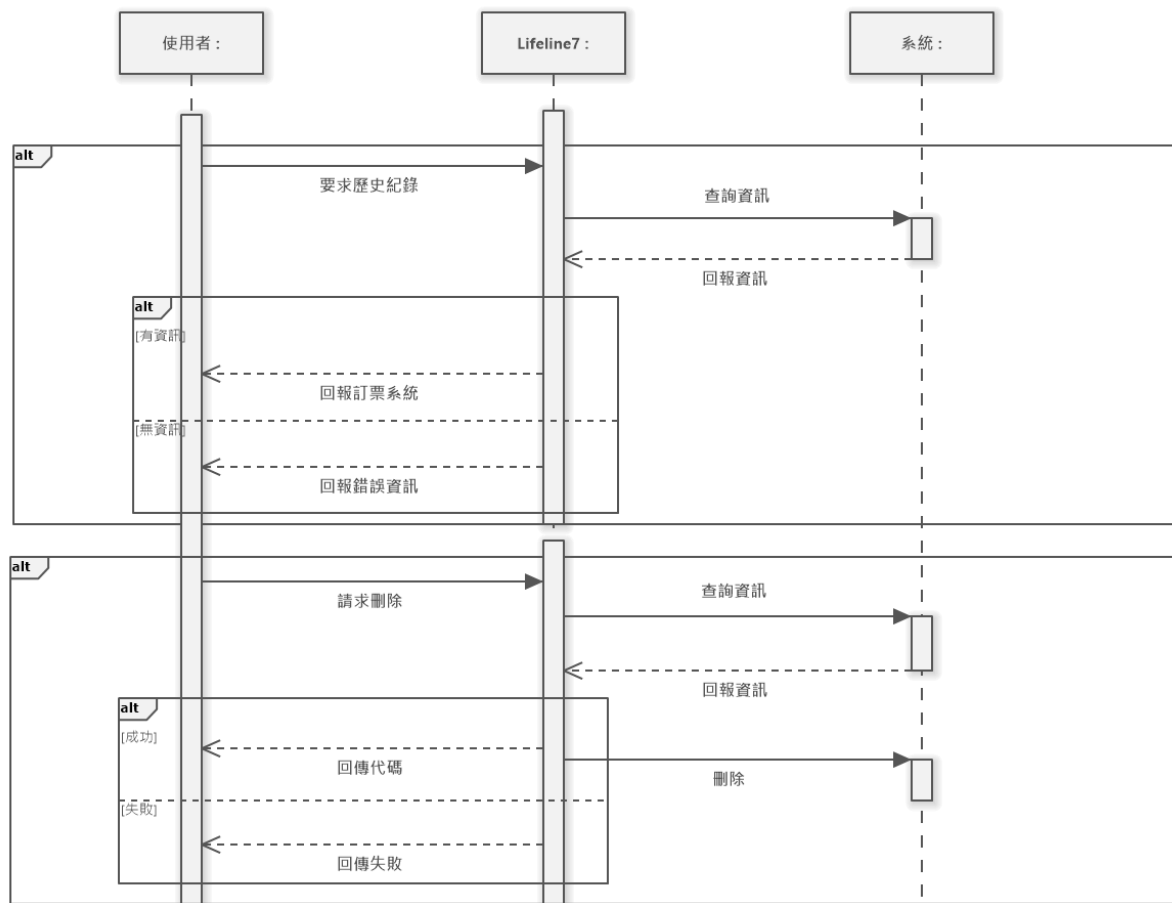 使用者 :
Lifeline7 :
系統 :
alt
要求歷史紀錄
查詢資訊
回報資訊
alt
[有資訊]
回報訂票系統
[無資訊]
回報錯誤資訊
alt
請求刪除
查詢資訊
回報資訊
alt
[成功]
回傳代碼
刪除
[失敗]
回傳失敗